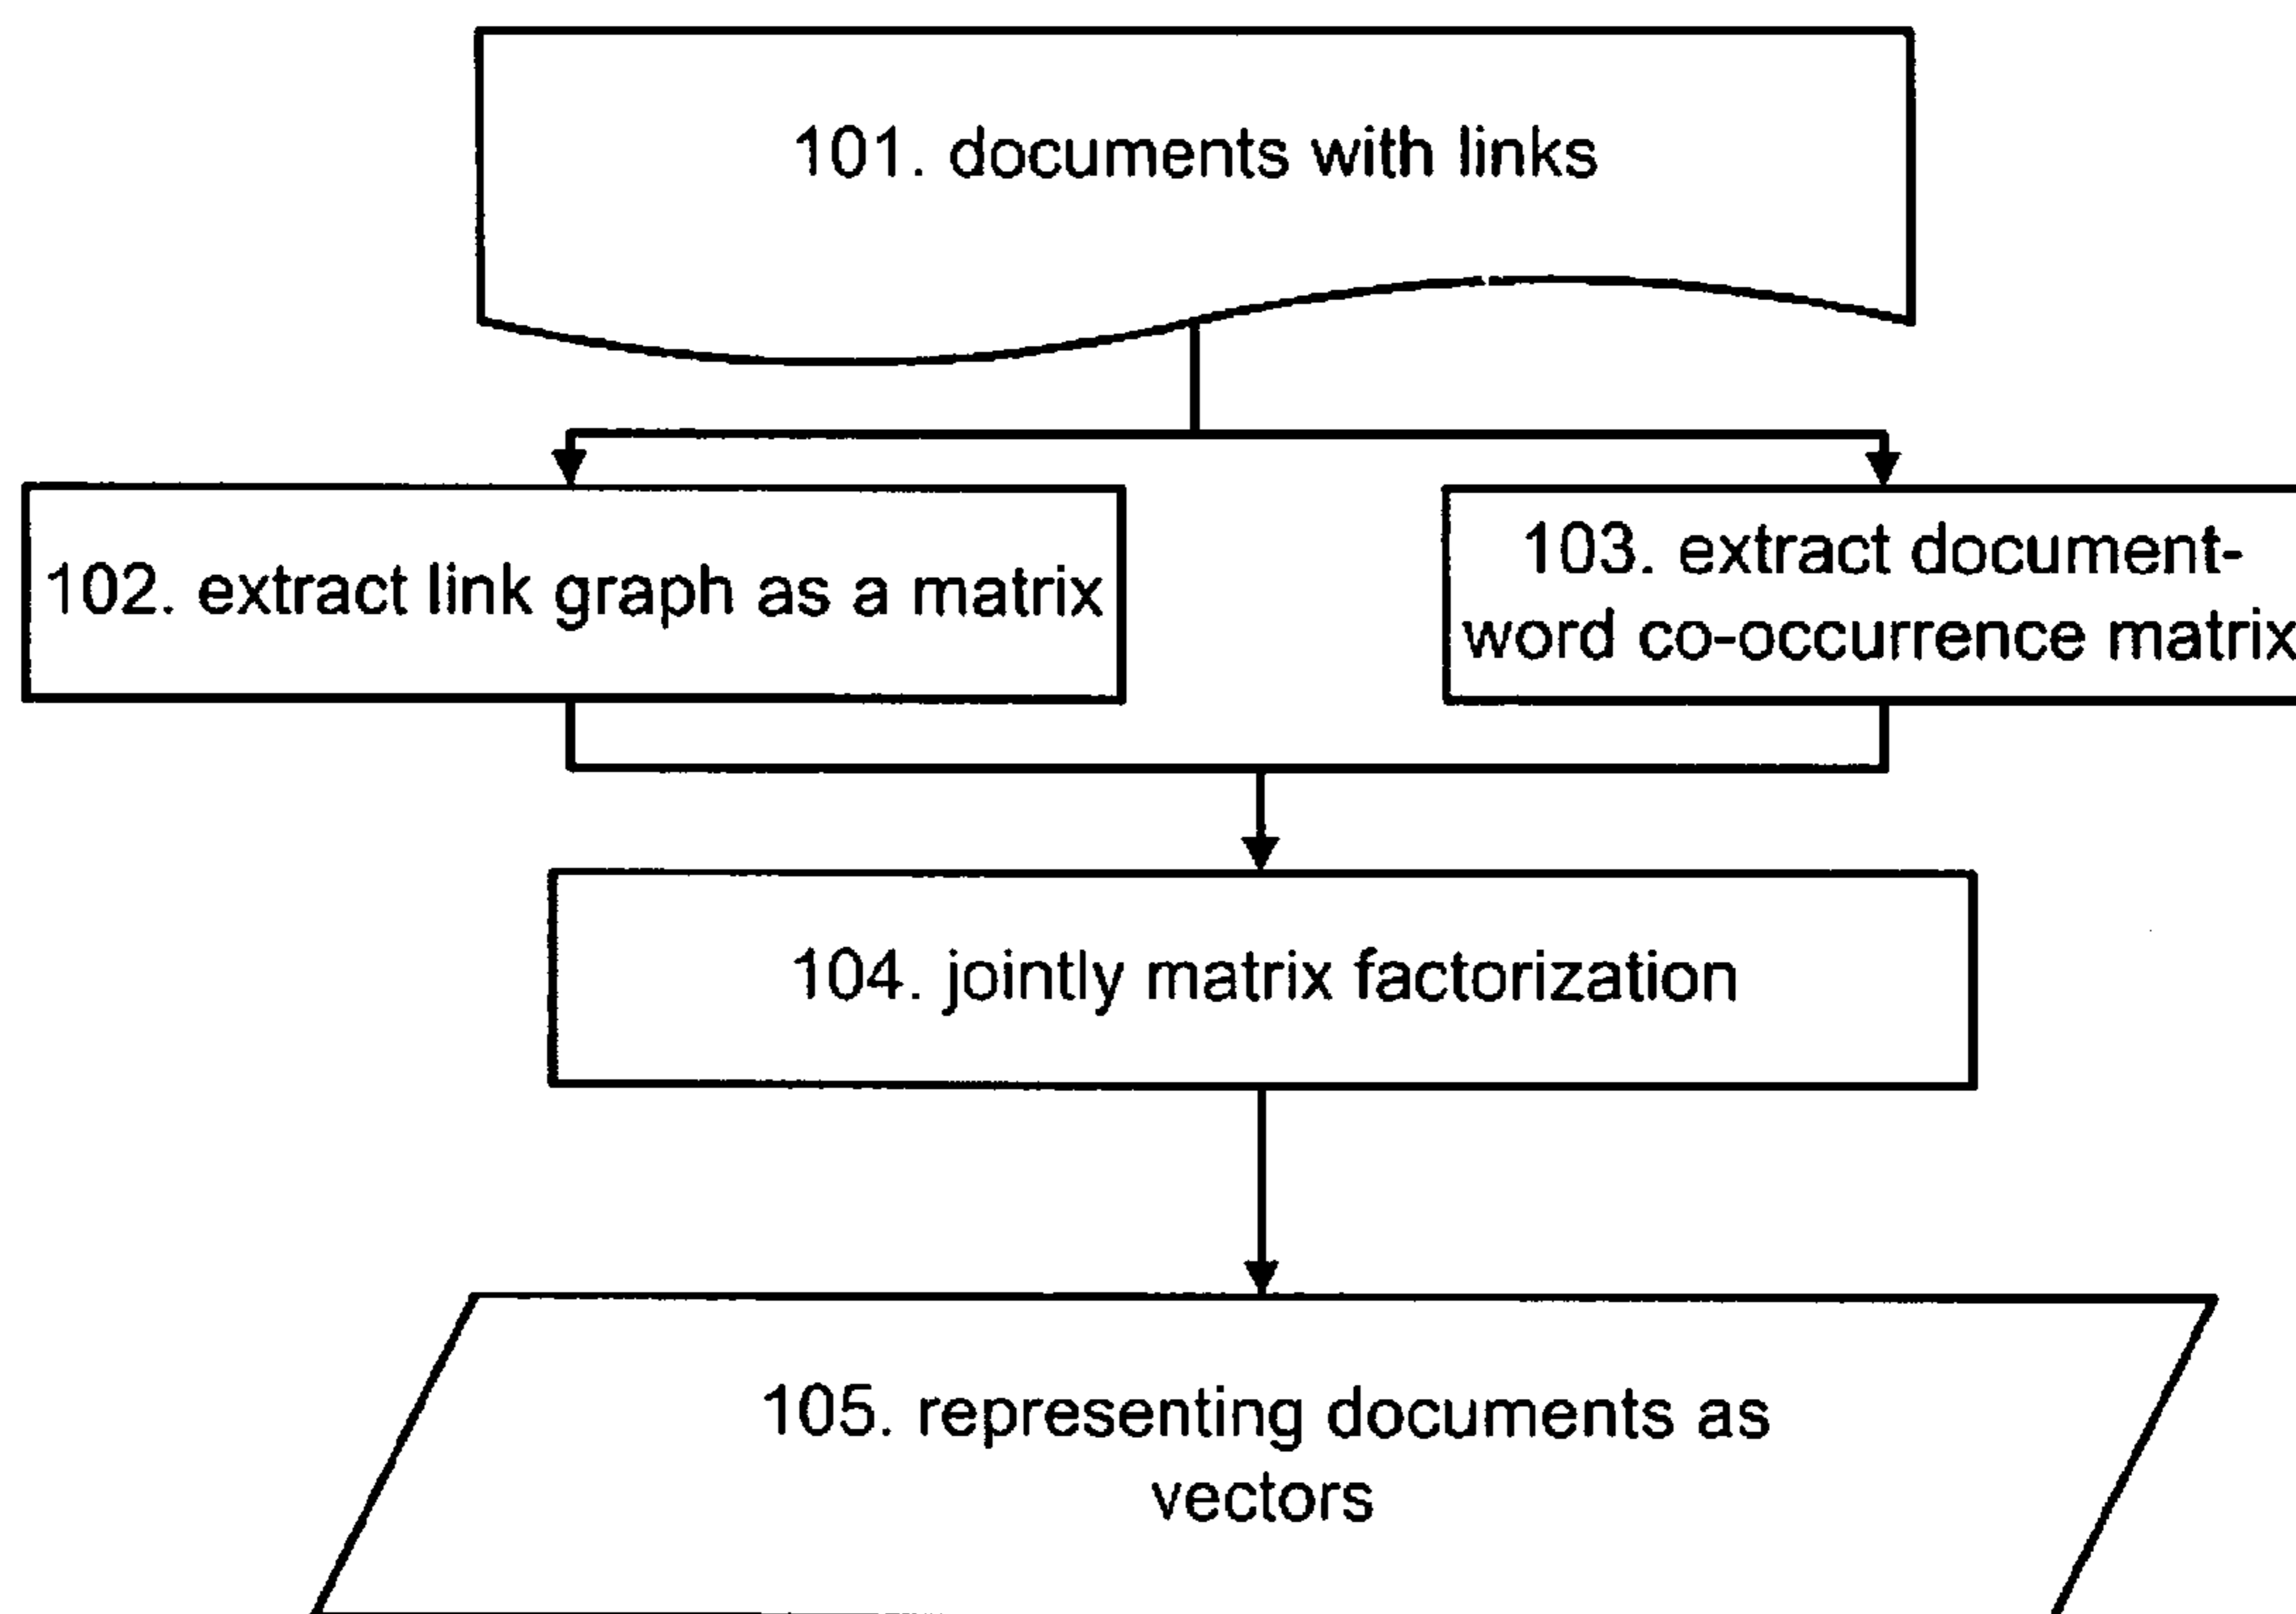 101. documents with links
102. extract link graph as a matrix
103. extract document-
word co-occurrence matrix
104. jointly matrix factorization
105. representing documents as
vectors